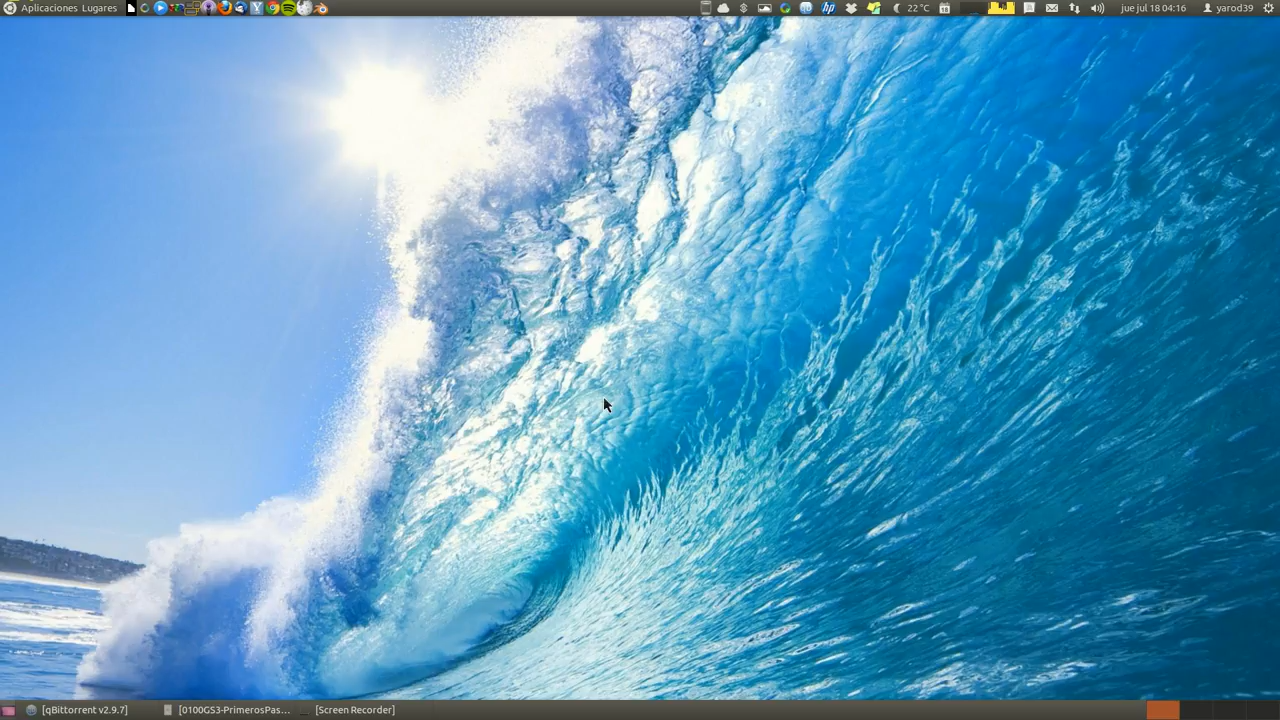 Aplicaciones Lugares
22 °C
jue jul 18 04:16
yarod39
[qBittorrent v2.9.7]
[0100GS3-PrimerosPas...
[Screen Recorder]